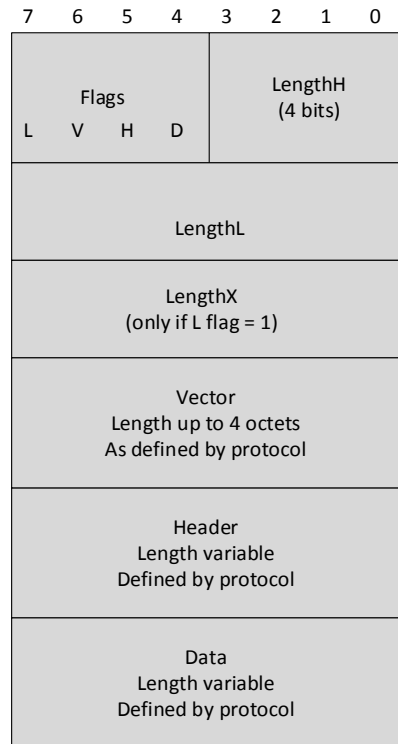 7 6 5 4 3 2 1 0
Flags
L V H D
LengthH
(4 bits)
LengthL
LengthX
(only if L flag = 1)
Vector
Length up to 4 octets
As defined by protocol
Header
Length variable
Defined by protocol
Data
Length variable
Defined by protocol